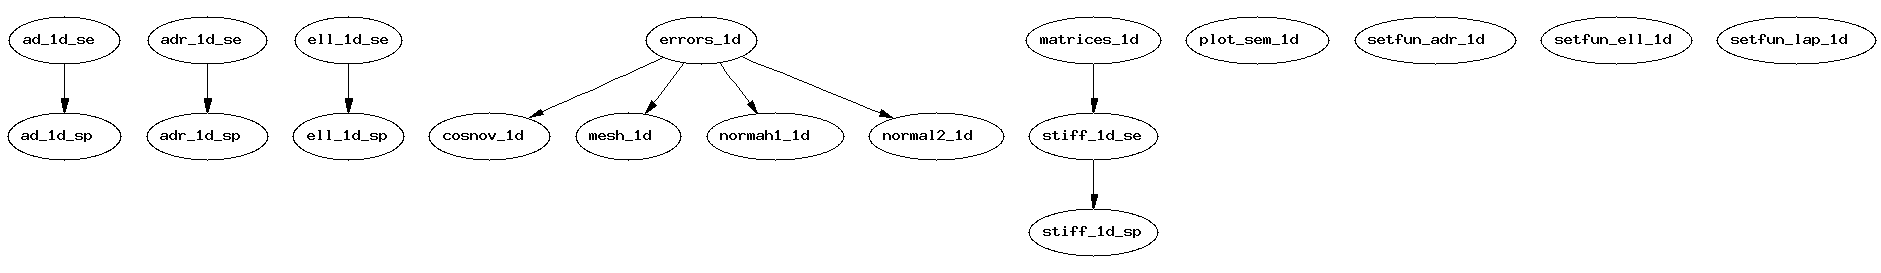 ad_1d_se
adr_1d_se
ell_1d_se
errors_1d
matrices_1d
plot_sem_1d
setfun_adr_1d
setfun_ell_1d
setfun_lap_1d
ad_1d_sp
adr_1d_sp
ell_1d_sp
cosnov_1d
mesh_1d
normah1_1d
normal2_1d
stiff_1d_se
stiff_1d_sp